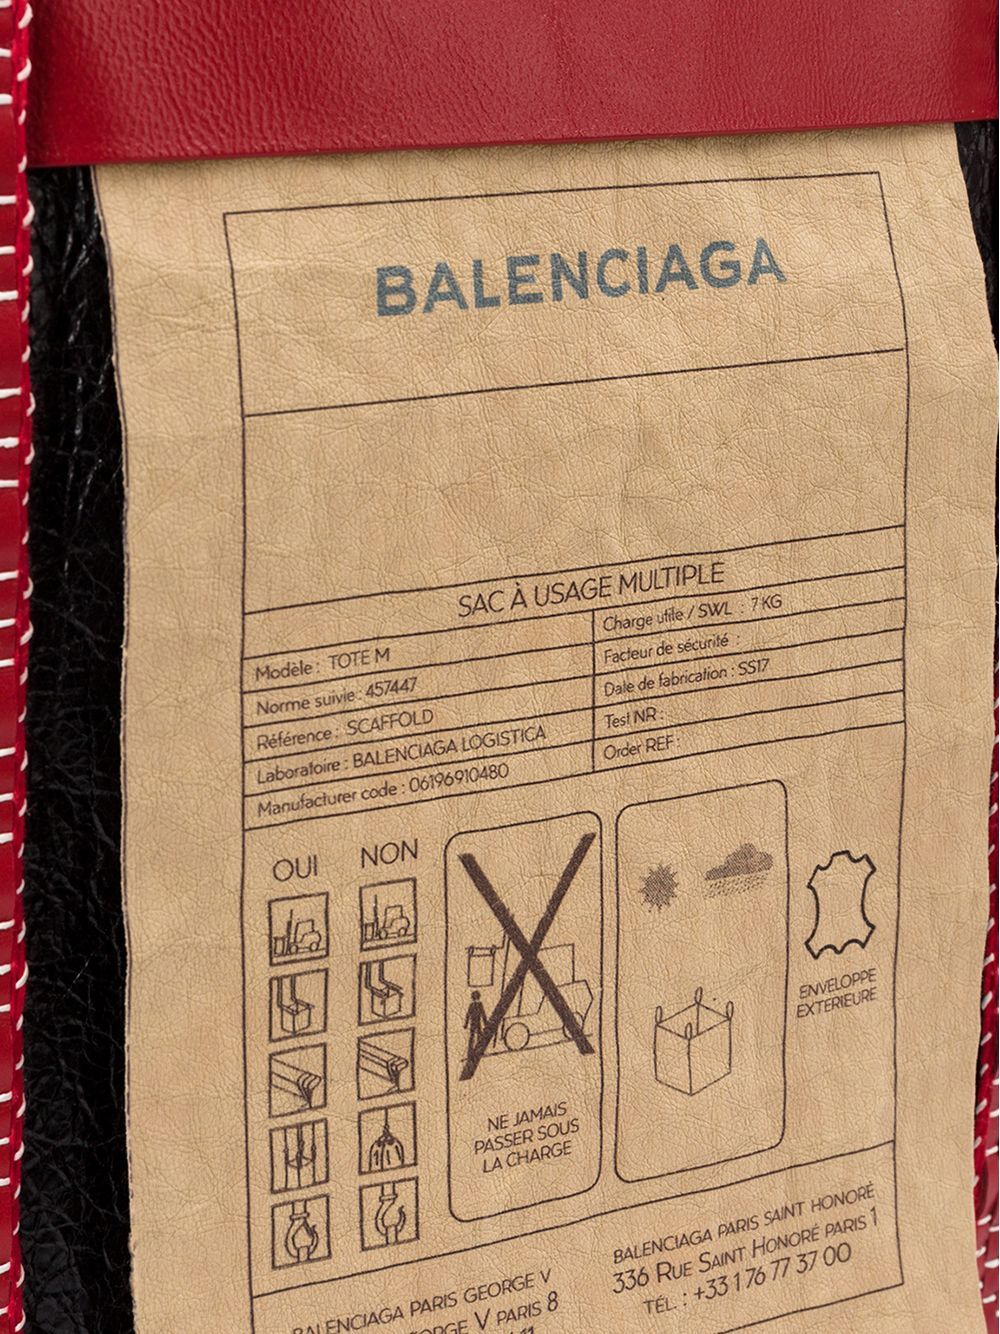 BALENCIAGA
SAC À USAGE MULTIPLE
Modèle : TOTE M
Norme suivie : 457447
Référence : SCAFFOLD
Laboratoire : BALENCIAGA LOGISTICA
Manufacturer code : 06196910480
Charge utile / SWL : 7 KG
Facteur de sécurité :
Date de fabrication : SS17
Test NR :
Order REF :
OUI
NON
NE JAMAIS
PASSER SOUS
LA CHARGE
ENVELOPPE
EXTERIEURE
BALENCIAGA PARIS GEORGE V
V PARIS 8
BALENCIAGA PARIS SAINT HONORÉ
336 RUE SAINT HONORÉ PARIS 1
TÉL. : +33 1 76 77 37 00